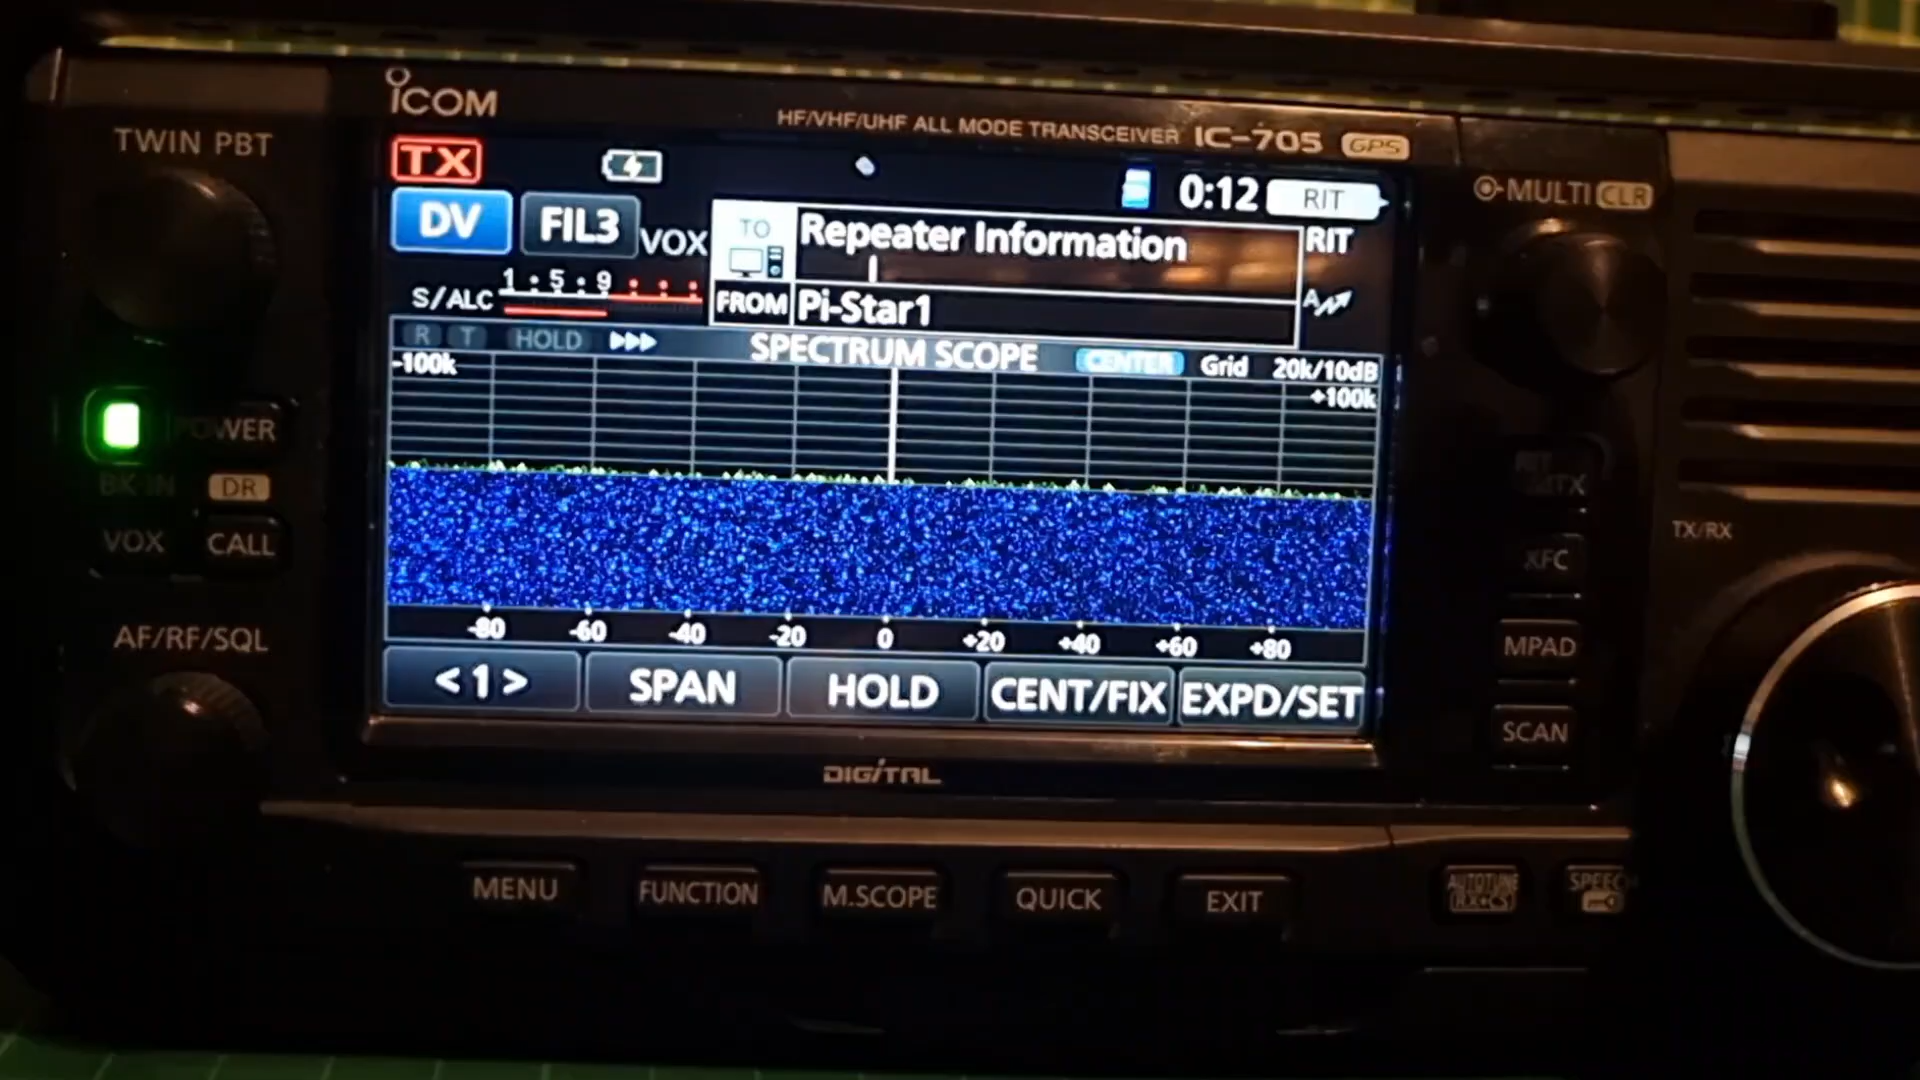 ICOM
HF/VHF/UHF ALL MODE TRANSCEIVER IC-705 GPS
TWIN PBT
TX
0:12 RIT
MULTI CLR
DV FIL3 VOX
TO Repeater Information RIT
S/ALC 1:5:9
FROM Pi-Star1
R T HOLD
SPECTRUM SCOPE CENTER Grid 20k/10dB
-100k
+100k
POWER
BK-IN DR
VOX CALL
TX/RX
XFC
AF/RF/SQL
-80 -60 -40 -20 0 +20 +40 +60 +80
MPAD
<1> SPAN HOLD CENT/FIX EXPD/SET
SCAN
DIGITAL
MENU FUNCTION M.SCOPE QUICK EXIT
AUTOTUNE
RX→CS
SPEECH